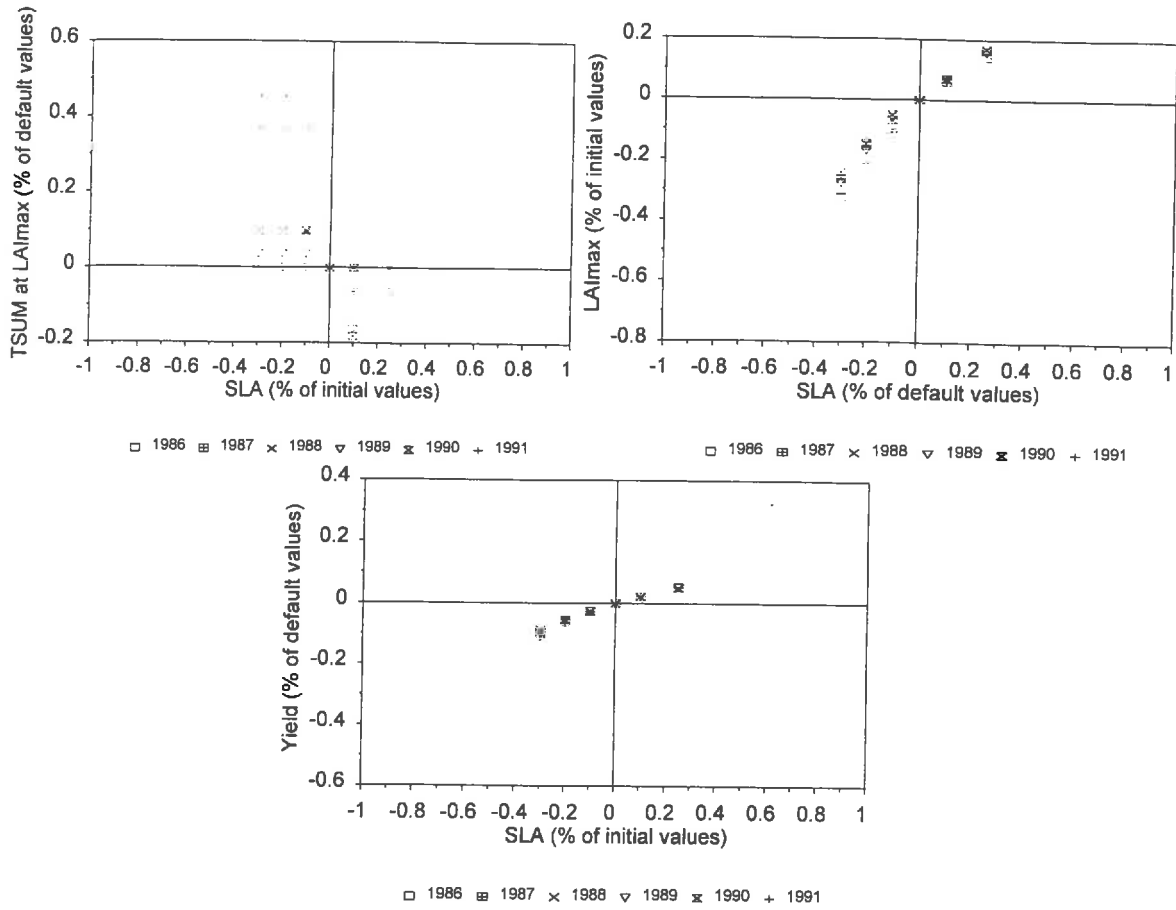 TSUM at LAImax (% of default values)
0.6
0.4
0.2
0
-0.2
-1 -0.8 -0.6 -0.4 -0.2 0 0.2 0.4 0.6 0.8 1
SLA (% of initial values)
□ 1986 ⊞ 1987 × 1988 ▽ 1989 ⧖ 1990 + 1991
LAImax (% of initial values)
0.2
0
-0.2
-0.4
-0.6
-0.8
-1 -0.8 -0.6 -0.4 -0.2 0 0.2 0.4 0.6 0.8 1
SLA (% of default values)
□ 1986 ⊞ 1987 × 1988 ▽ 1989 ⧖ 1990 + 1991
Yield (% of default values)
0.4
0.2
0
-0.2
-0.4
-0.6
-1 -0.8 -0.6 -0.4 -0.2 0 0.2 0.4 0.6 0.8 1
SLA (% of initial values)
□ 1986 ⊞ 1987 × 1988 ▽ 1989 ⧖ 1990 + 1991